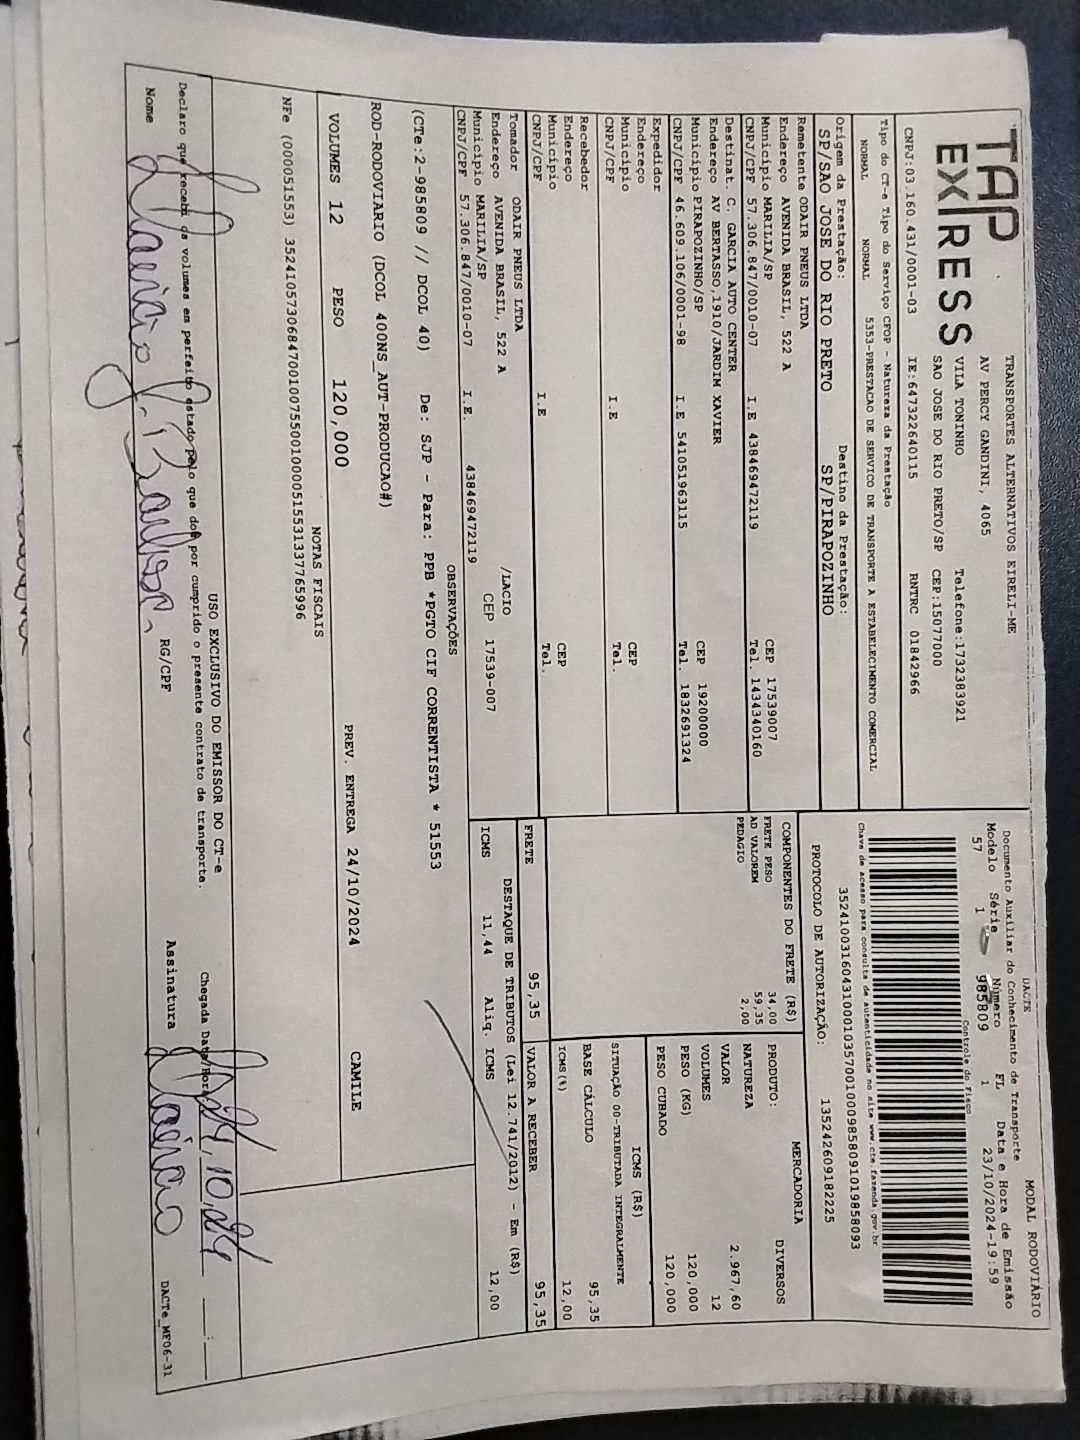 TAP
EXPRESS
TRANSPORTES ALTERNATIVOS EIRELI-ME
AV PERCY GANDINI, 4065
VILA TONINHO Telefone:1732383921
SAO JOSE DO RIO PRETO/SP CEP:15077000
CNPJ:03.160.431/0001-03 IE:647322640115 RNTRC 01842966
DACTE MODAL RODOVIÁRIO
Documento Auxiliar do Conhecimento de Transporte
Modelo Série Número FL Data e Hora de Emissão
57 1 985809 1 23/10/2024-19:59
Controle do Fisco
Chave de acesso para consulta de autenticidade no site www.cte.fazenda.gov.br
35241003160431000103570010009858091019858093
PROTOCOLO DE AUTORIZAÇÃO: 135242609182225
Tipo do CT-e Tipo do Serviço CFOP - Natureza da Prestação
NORMAL NORMAL 5353-PRESTACAO DE SERVICO DE TRANSPORTE A ESTABELECIMENTO COMERCIAL
Origem da Prestação: Destino da Prestação:
SP/SAO JOSE DO RIO PRETO SP/PIRAPOZINHO
Remetente ODAIR PNEUS LTDA
Endereço AVENIDA BRASIL, 522 A CEP 17539007
Município MARILIA/SP Tel. 1434340160
CNPJ/CPF 57.306.847/0010-07 I.E 438469472119
Destinat. C. GARCIA AUTO CENTER
Endereço AV BERTASSO,1910/JARDIM XAVIER
Município PIRAPOZINHO/SP CEP 19200000
CNPJ/CPF 46.609.106/0001-98 I.E 541051963115 Tel. 1832691324
Expedidor
Endereço
Município CEP
CNPJ/CPF I.E Tel.
Recebedor
Endereço
Município CEP
CNPJ/CPF I.E Tel.
Tomador ODAIR PNEUS LTDA
Endereço AVENIDA BRASIL, 522 A /LACIO
Município MARILIA/SP CEP 17539-007
CNPJ/CPF 57.306.847/0010-07 I.E 438469472119
COMPONENTES DO FRETE (R$)
FRETE PESO 34,00
AD VALOREM 59,35
PEDAGIO 2,00
FRETE 95,35
MERCADORIA
PRODUTO: DIVERSOS
NATUREZA
VALOR 2.967,60
VOLUMES 12
PESO (KG) 120,000
PESO CUBADO 120,000
ICMS (R$)
SITUAÇÃO 00-TRIBUTADA INTEGRALMENTE
BASE CÁLCULO 95,35
ICMS(%) 12,00
VALOR A RECEBER 95,35
DESTAQUE DE TRIBUTOS (Lei 12.741/2012) - Em (R$)
ICMS 11,44 Aliq. ICMS 12,00
OBSERVAÇÕES
(CTe:2-985809 // DCOL 40) De: SJP - Para: PPB *PGTO CIF CORRENTISTA * 51553
ROD-RODOVIARIO (DCOL 400NS_AUT-PRODUCAO#)
VOLUMES 12 PESO 120,000 PREV. ENTREGA 24/10/2024 CAMILE
NOTAS FISCAIS
NFe (000051553) 35241057306847001007550010000515531337765996
USO EXCLUSIVO DO EMISSOR DO CT-e
Declaro que recebi os volumes em perfeito estado pelo que dou por cumprido o presente contrato de transporte.
Chegada Data/Hora 24/10/24 __:__
Nome RG/CPF Assinatura
DACTe_MF06-31